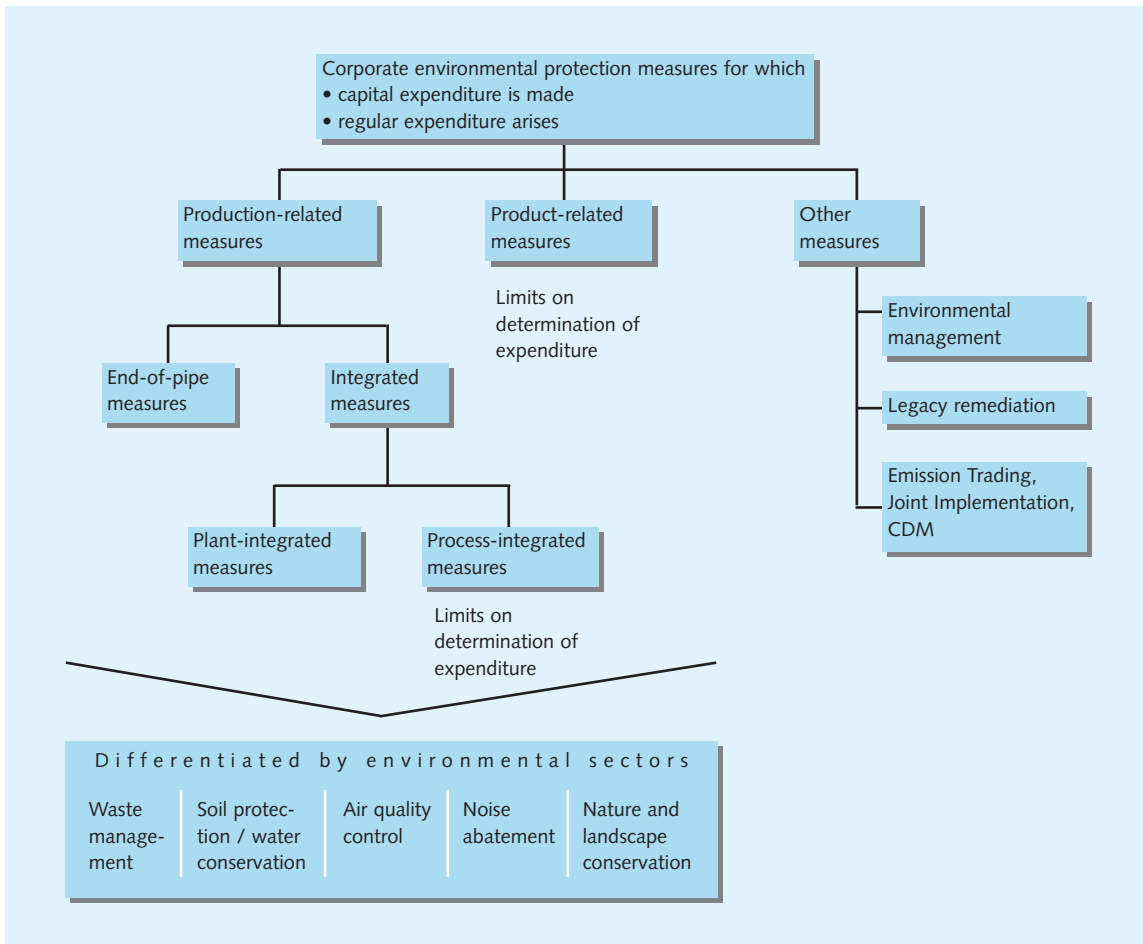 Corporate environmental protection measures for which
• capital expenditure is made
• regular expenditure arises
Production-related
measures
Product-related
measures
Other
measures
Limits on
determination of
expenditure
Environmental
management
End-of-pipe
measures
Integrated
measures
Legacy remediation
Emission Trading,
Joint Implementation,
CDM
Plant-integrated
measures
Process-integrated
measures
Limits on
determination of
expenditure
Differentiated by environmental sectors
Waste
manage-
ment
Soil protec-
tion / water
conservation
Air quality
control
Noise
abatement
Nature and
landscape
conservation